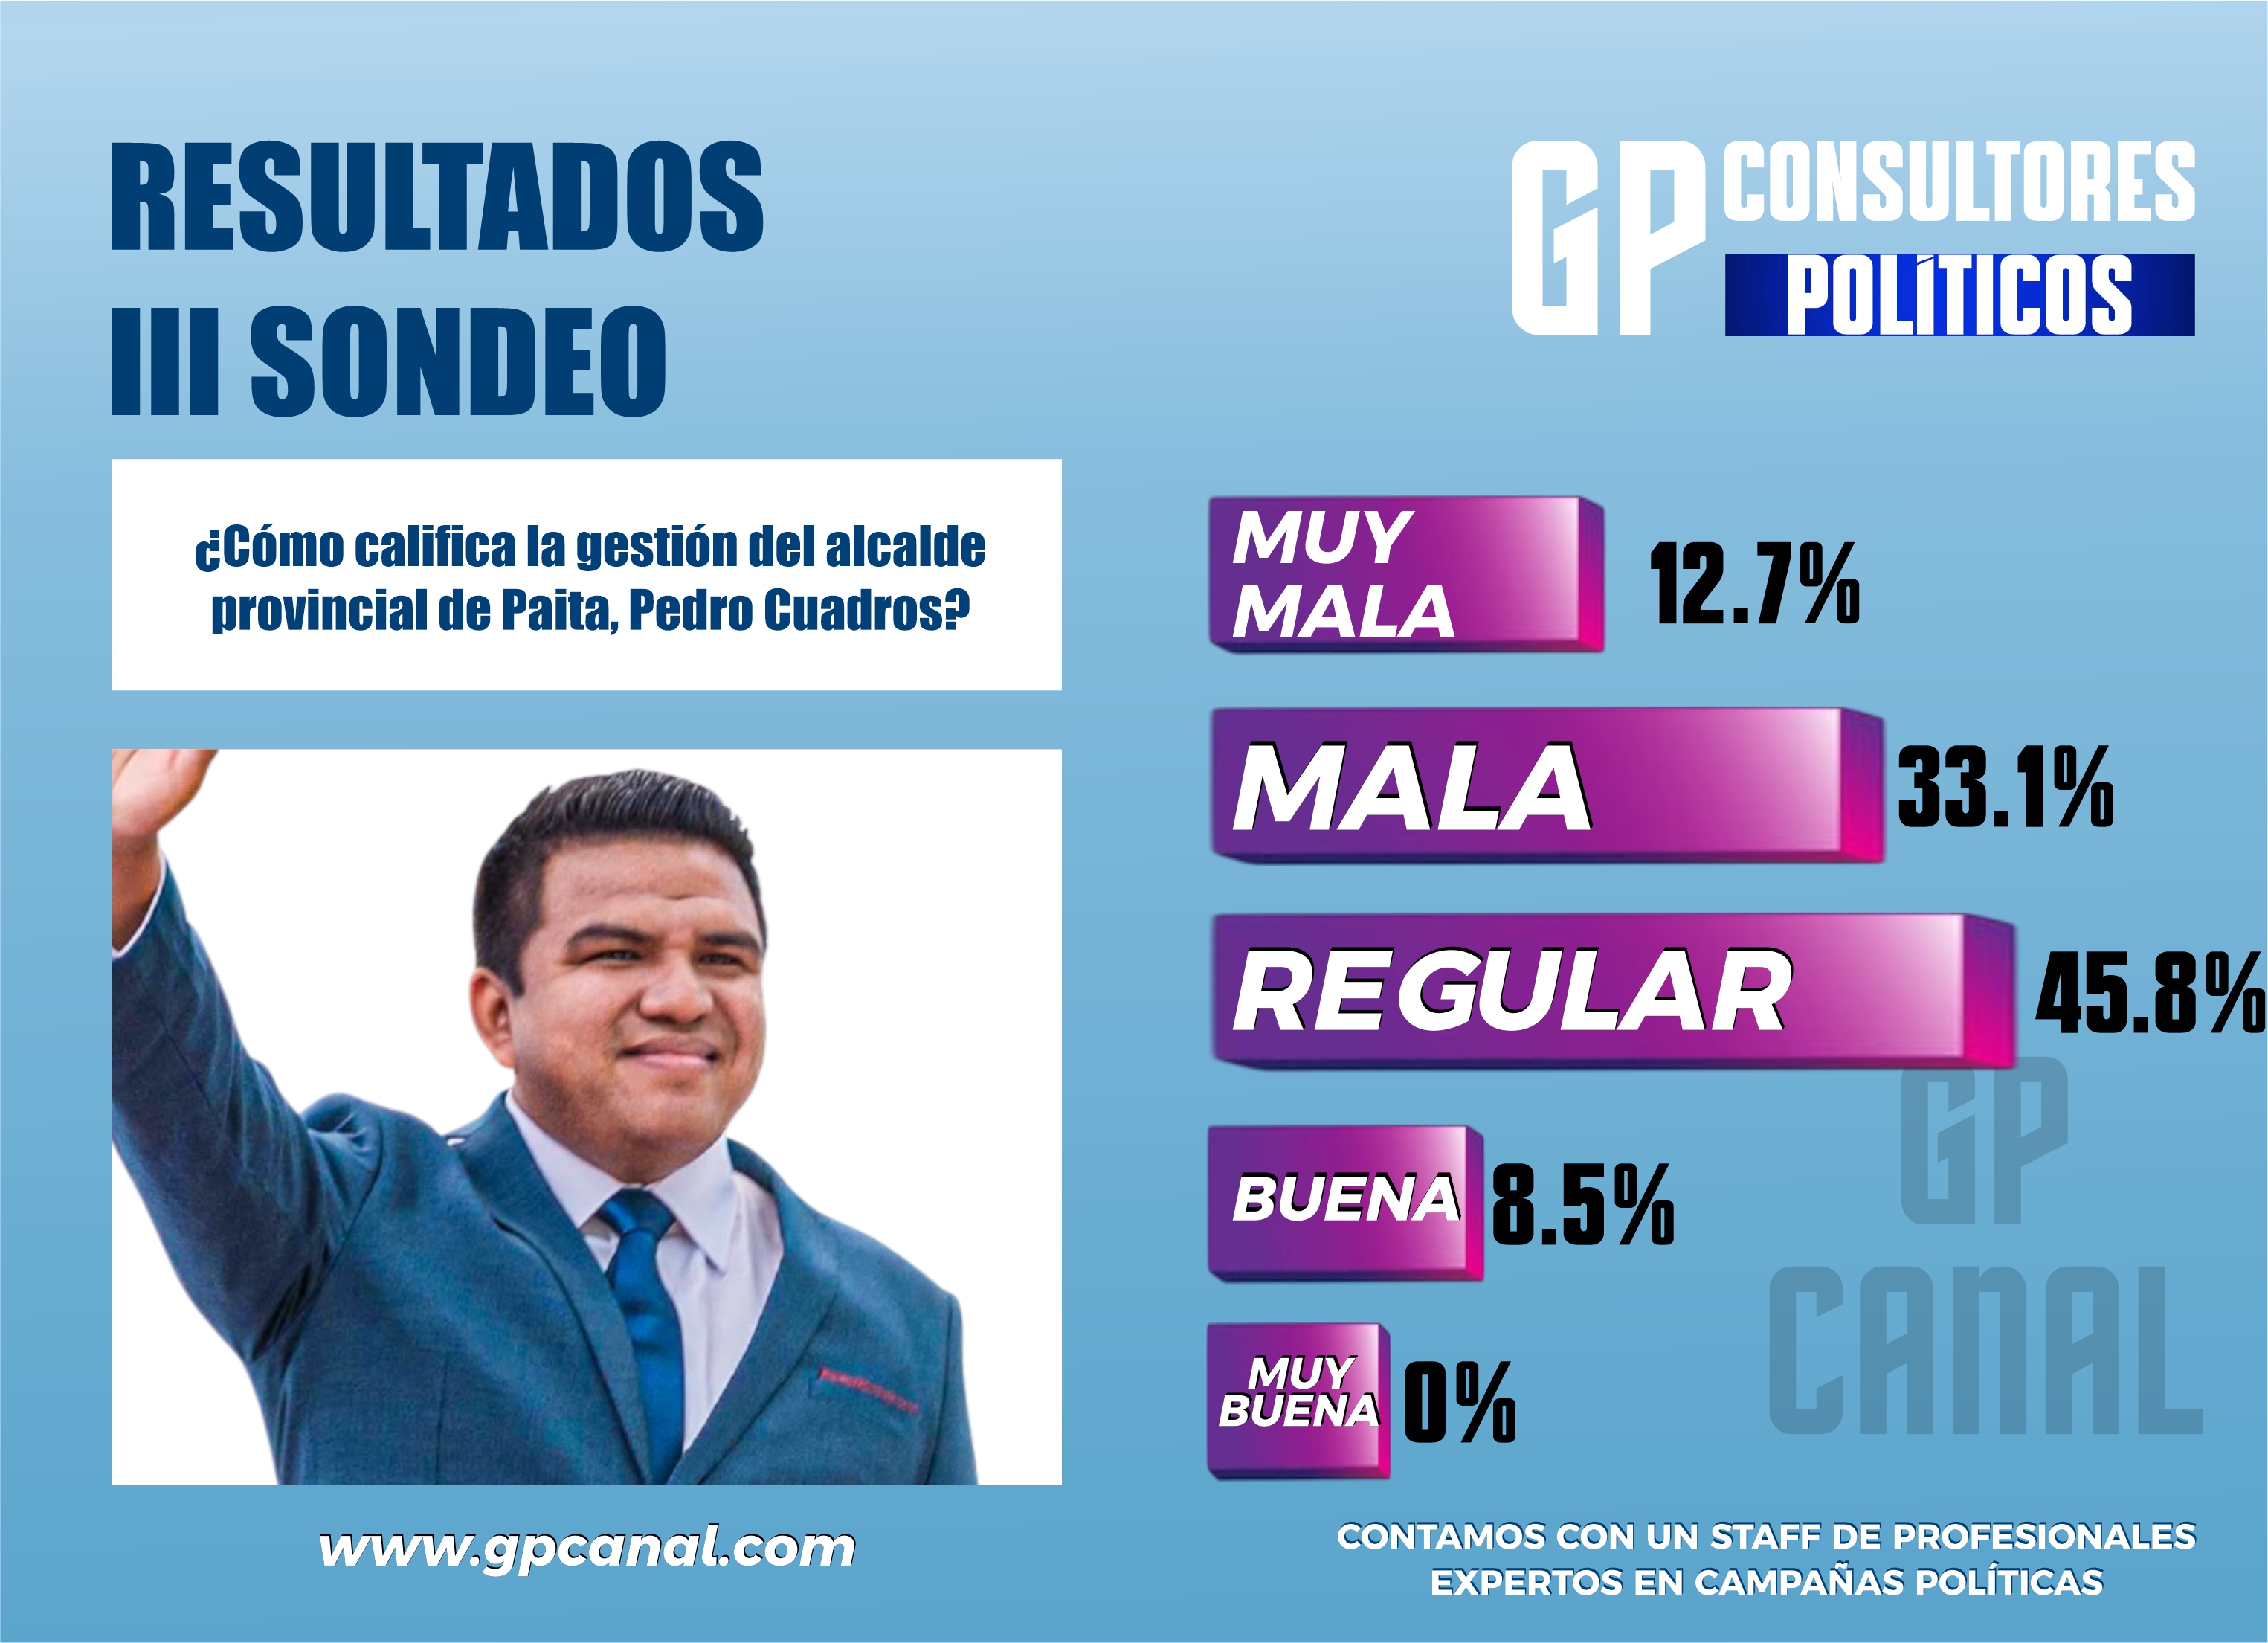 RESULTADOS
III SONDEO
¿Cómo califica la gestión del alcalde
provincial de Paita, Pedro Cuadros?
www.gpcanal.com
GP CONSULTORES
POLÍTICOS
MUY
MALA
12.7%
MALA
33.1%
REGULAR
45.8%
BUENA
8.5%
MUY
BUENA
0%
GP
CANAL
CONTAMOS CON UN STAFF DE PROFESIONALES
EXPERTOS EN CAMPAÑAS POLÍTICAS